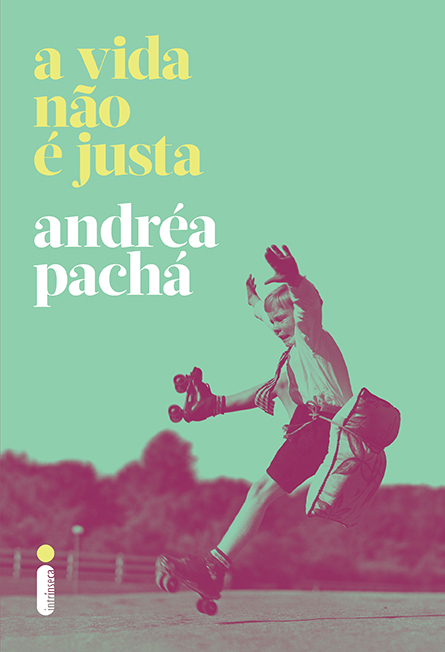 a vida
não
é justa
andréa
pachá
intrínseca